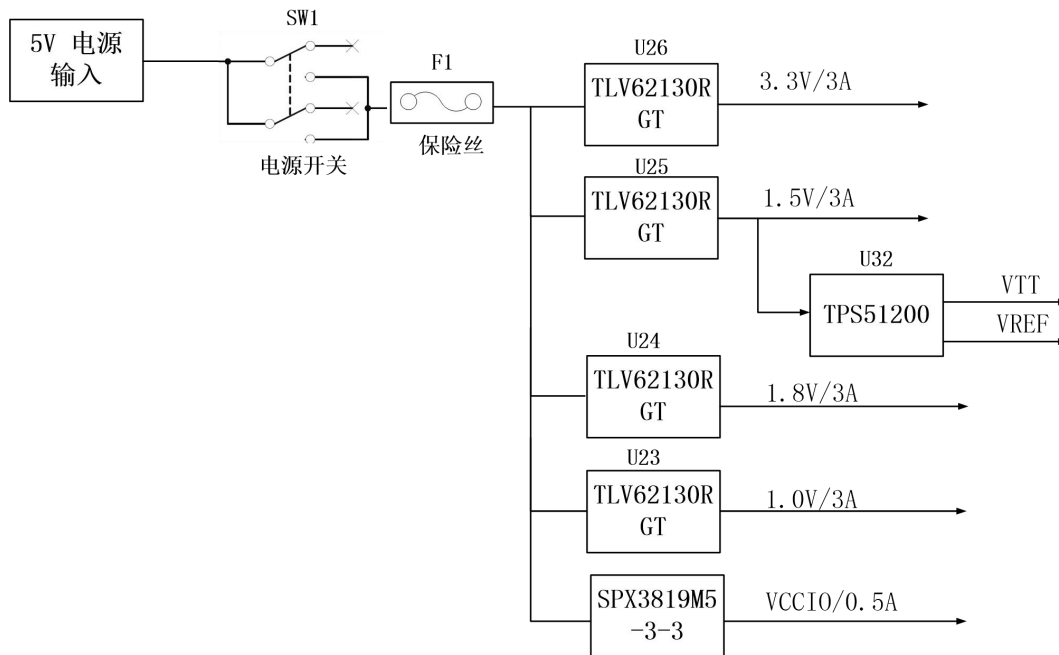 5V 电源
输入
SW1
电源开关
F1
保险丝
U26
TLV62130R
GT
3.3V/3A
U25
TLV62130R
GT
1.5V/3A
U32
TPS51200
VTT
VREF
U24
TLV62130R
GT
1.8V/3A
U23
TLV62130R
GT
1.0V/3A
SPX3819M5
-3-3
VCCIO/0.5A